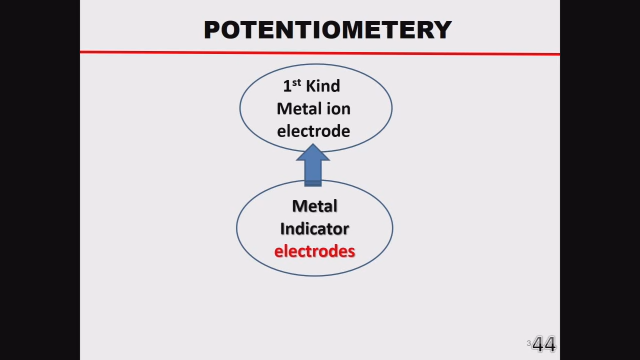 POTENTIOMETERY
1st Kind
Metal ion
electrode
Metal
Indicator
electrodes
44